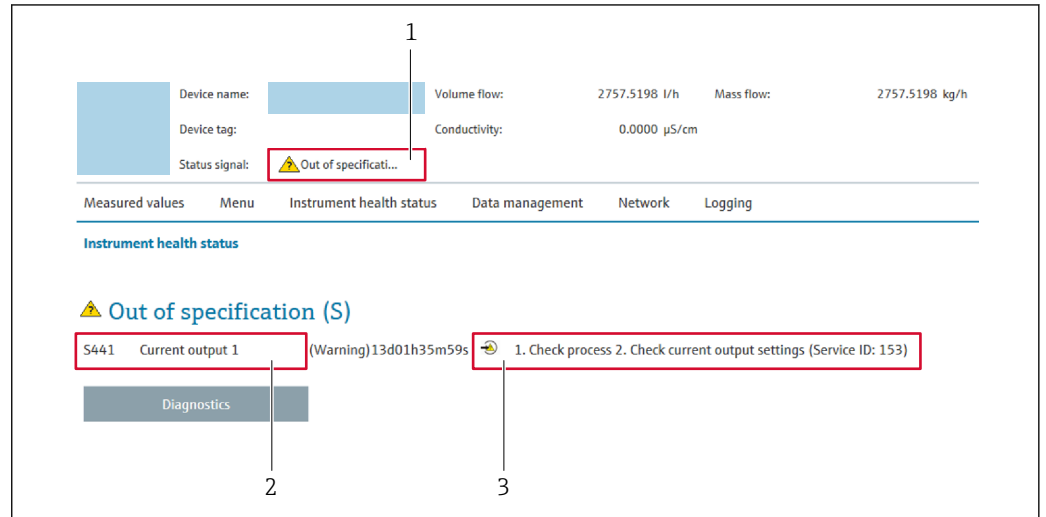 1
Device name: Volume flow: 2757.5198 l/h Mass flow: 2757.5198 kg/h
Device tag: Conductivity: 0.0000 µS/cm
Status signal: Out of specificati...
Measured values Menu Instrument health status Data management Network Logging
Instrument health status
Out of specification (S)
S441 Current output 1 (Warning)13d01h35m59s 1. Check process 2. Check current output settings (Service ID: 153)
Diagnostics
2 3